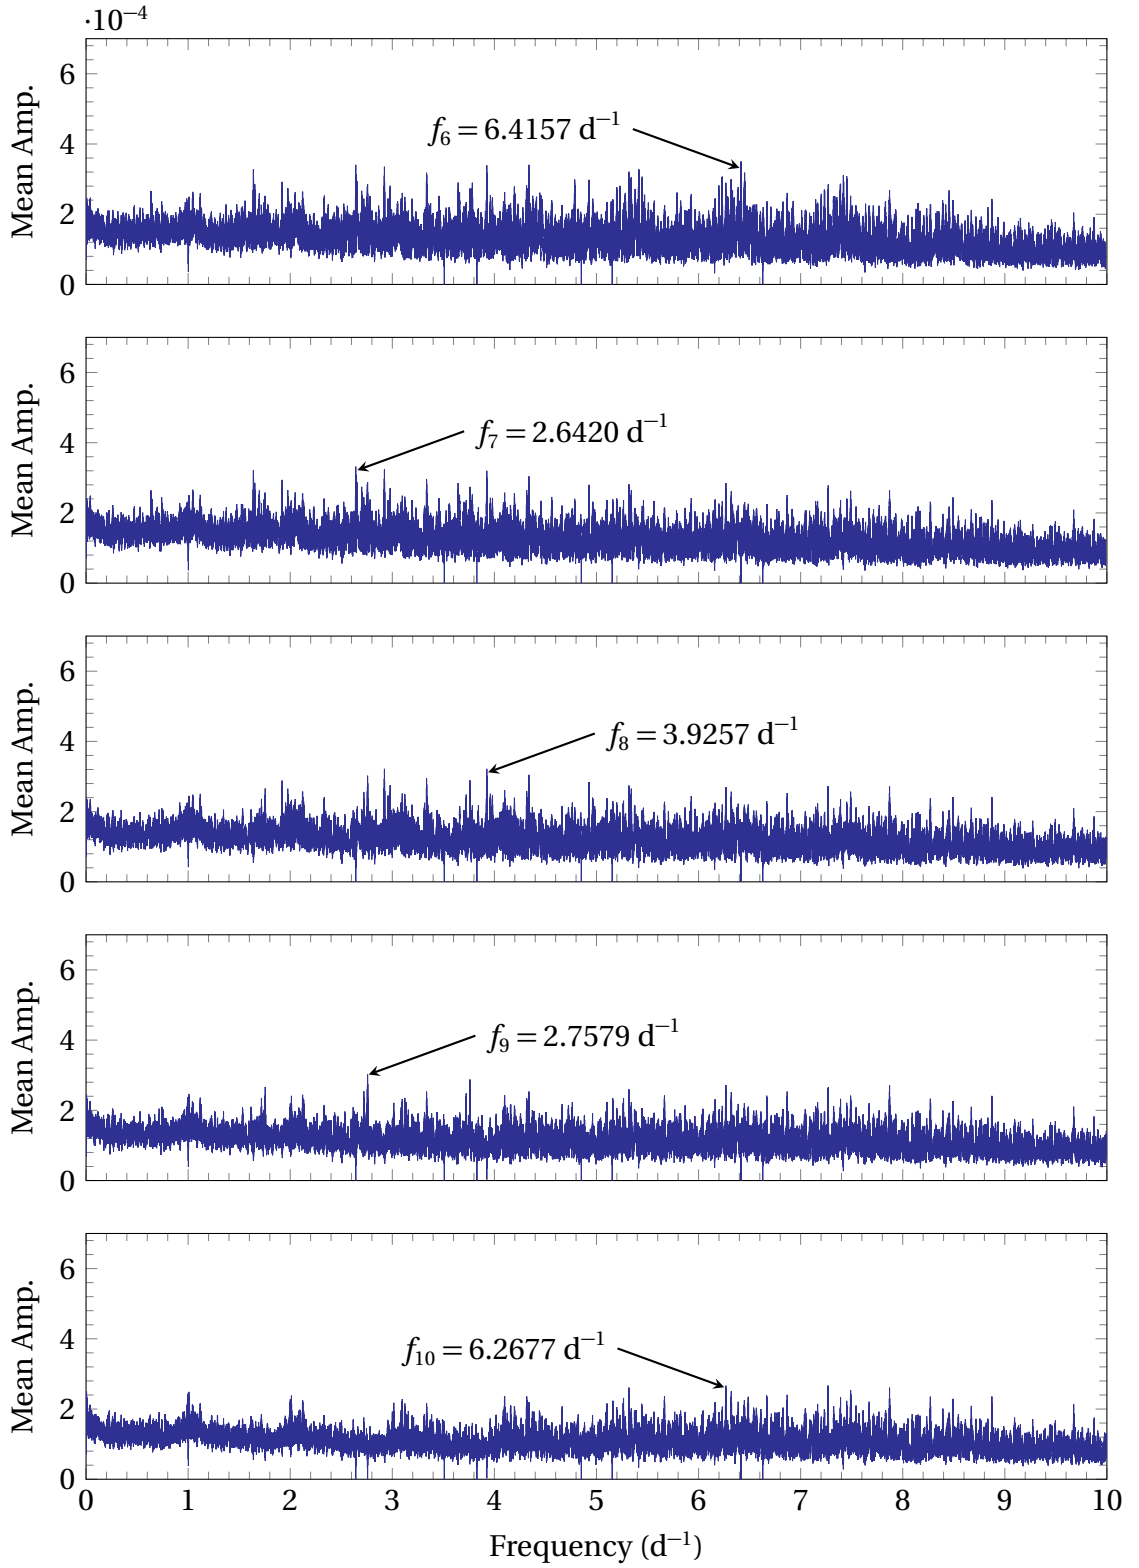 ·10⁻⁴
6
4
2
0
Mean Amp.
f₆ = 6.4157 d⁻¹
6
4
2
0
Mean Amp.
f₇ = 2.6420 d⁻¹
6
4
2
0
Mean Amp.
f₈ = 3.9257 d⁻¹
6
4
2
0
Mean Amp.
f₉ = 2.7579 d⁻¹
6
4
2
0
Mean Amp.
f₁₀ = 6.2677 d⁻¹
0 1 2 3 4 5 6 7 8 9 10
Frequency (d⁻¹)